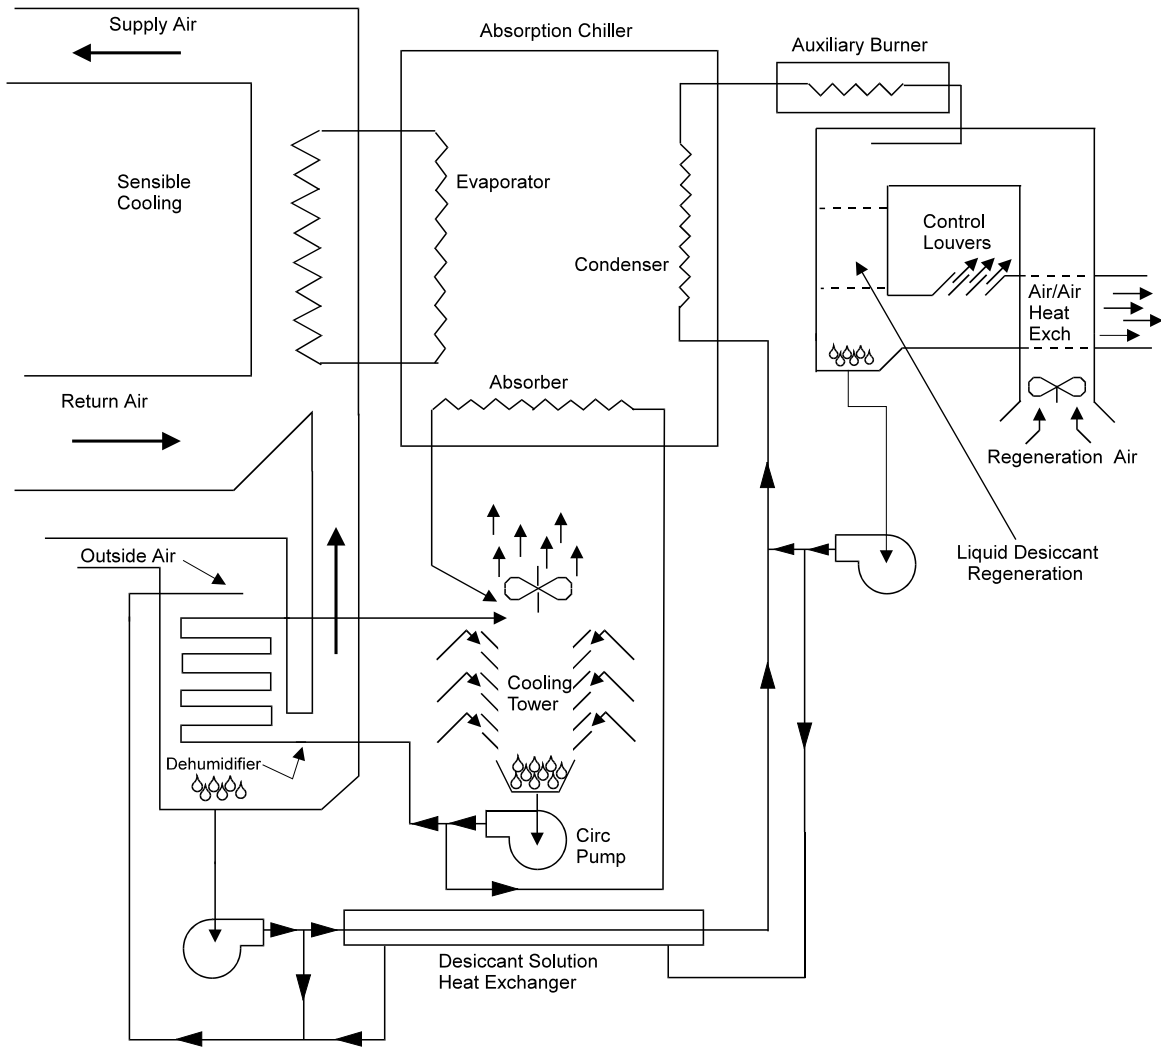 Supply Air
Absorption Chiller
Auxiliary Burner
Sensible
Cooling
Evaporator
Condenser
Control
Louvers
Air/Air
Heat
Exch
Absorber
Return Air
Regeneration Air
Outside Air
Liquid Desiccant
Regeneration
Cooling
Tower
Dehumidifier
Circ
Pump
Desiccant Solution
Heat Exchanger